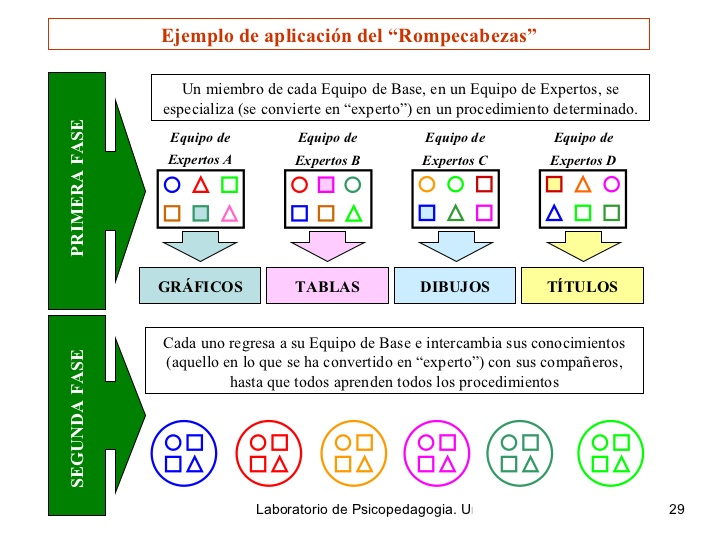 Ejemplo de aplicación del “Rompecabezas”
PRIMERA FASE
Un miembro de cada Equipo de Base, en un Equipo de Expertos, se
especializa (se convierte en “experto”) en un procedimiento determinado.
Equipo de
Expertos A
Equipo de
Expertos B
Equipo de
Expertos C
Equipo de
Expertos D
GRÁFICOS
TABLAS
DIBUJOS
TÍTULOS
SEGUNDA FASE
Cada uno regresa a su Equipo de Base e intercambia sus conocimientos
(aquello en lo que se ha convertido en “experto”) con sus compañeros,
hasta que todos aprenden todos los procedimientos
Laboratorio de Psicopedagogia.
29